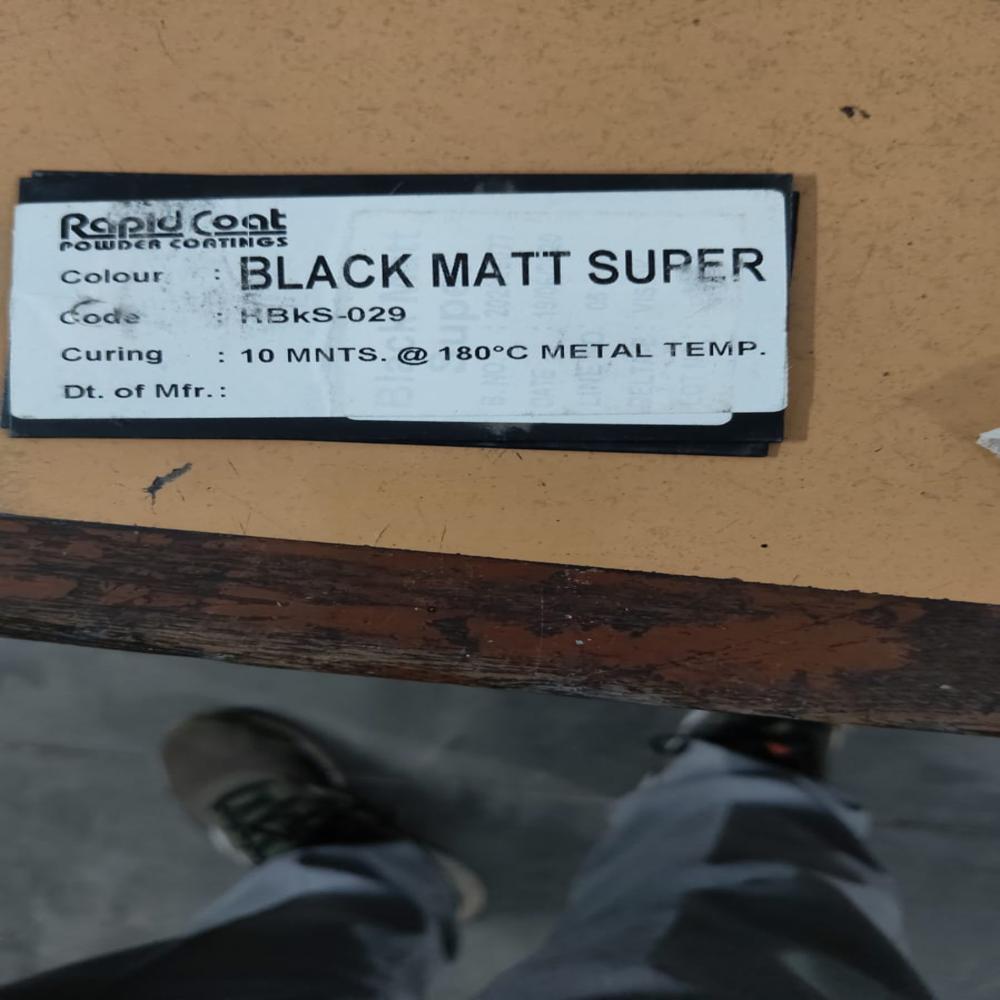 Rapid Coat
POWDER COATINGS
Colour : BLACK MATT SUPER
Code : HBkS-029
Curing : 10 MNTS. @ 180°C METAL TEMP.
Dt. of Mfr. :